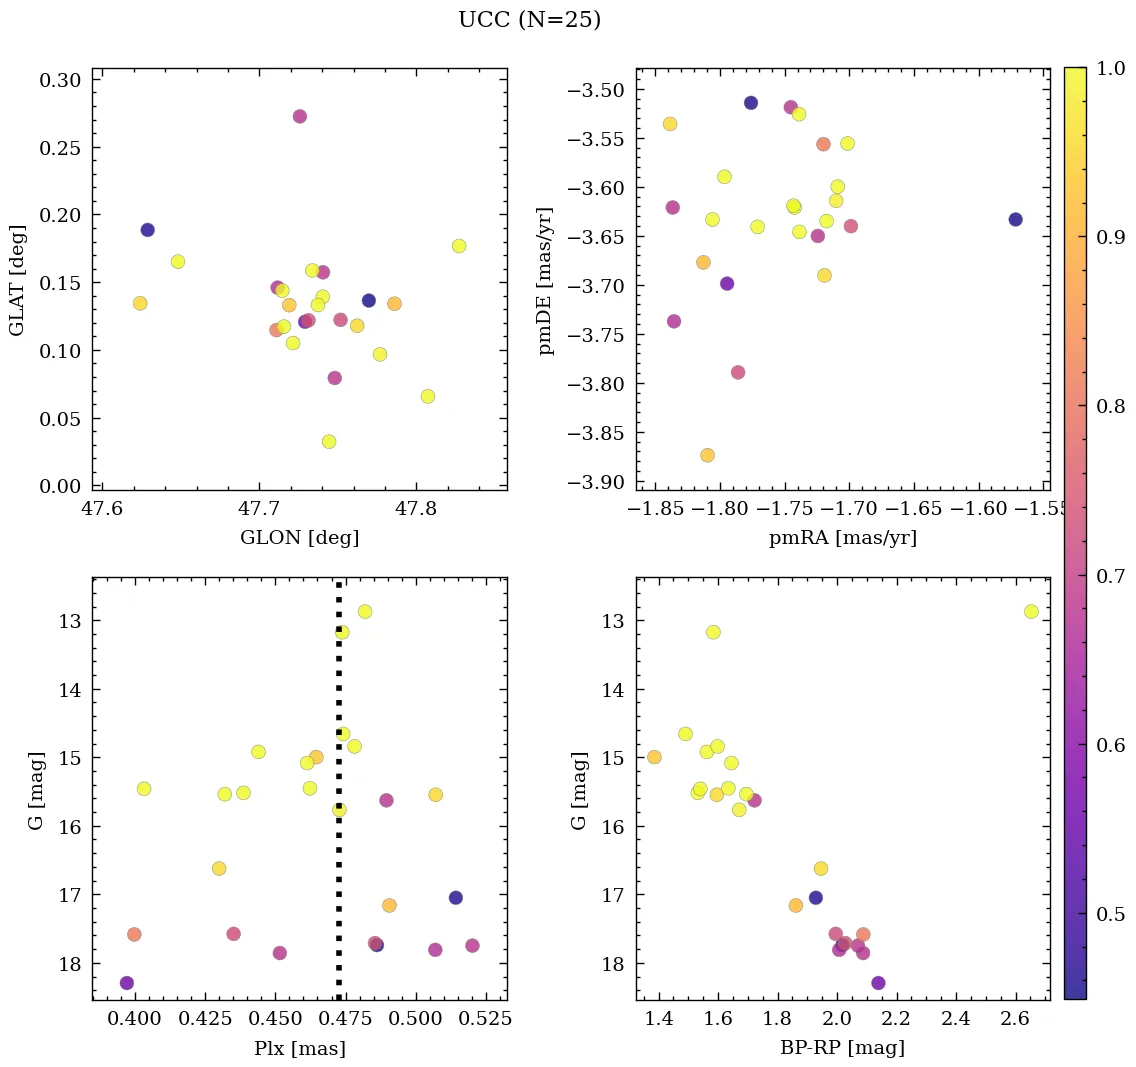 UCC (N=25)
0.30
0.25
0.20
0.15
0.10
0.05
0.00
GLAT [deg]
47.6 47.7 47.8
GLON [deg]
−3.50
−3.55
−3.60
−3.65
−3.70
−3.75
−3.80
−3.85
−3.90
pmDE [mas/yr]
−1.85 −1.80 −1.75 −1.70 −1.65 −1.60 −1.55
pmRA [mas/yr]
1.0
0.9
0.8
0.7
0.6
0.5
13
14
15
16
17
18
G [mag]
0.400 0.425 0.450 0.475 0.500 0.525
Plx [mas]
13
14
15
16
17
18
G [mag]
1.4 1.6 1.8 2.0 2.2 2.4 2.6
BP-RP [mag]